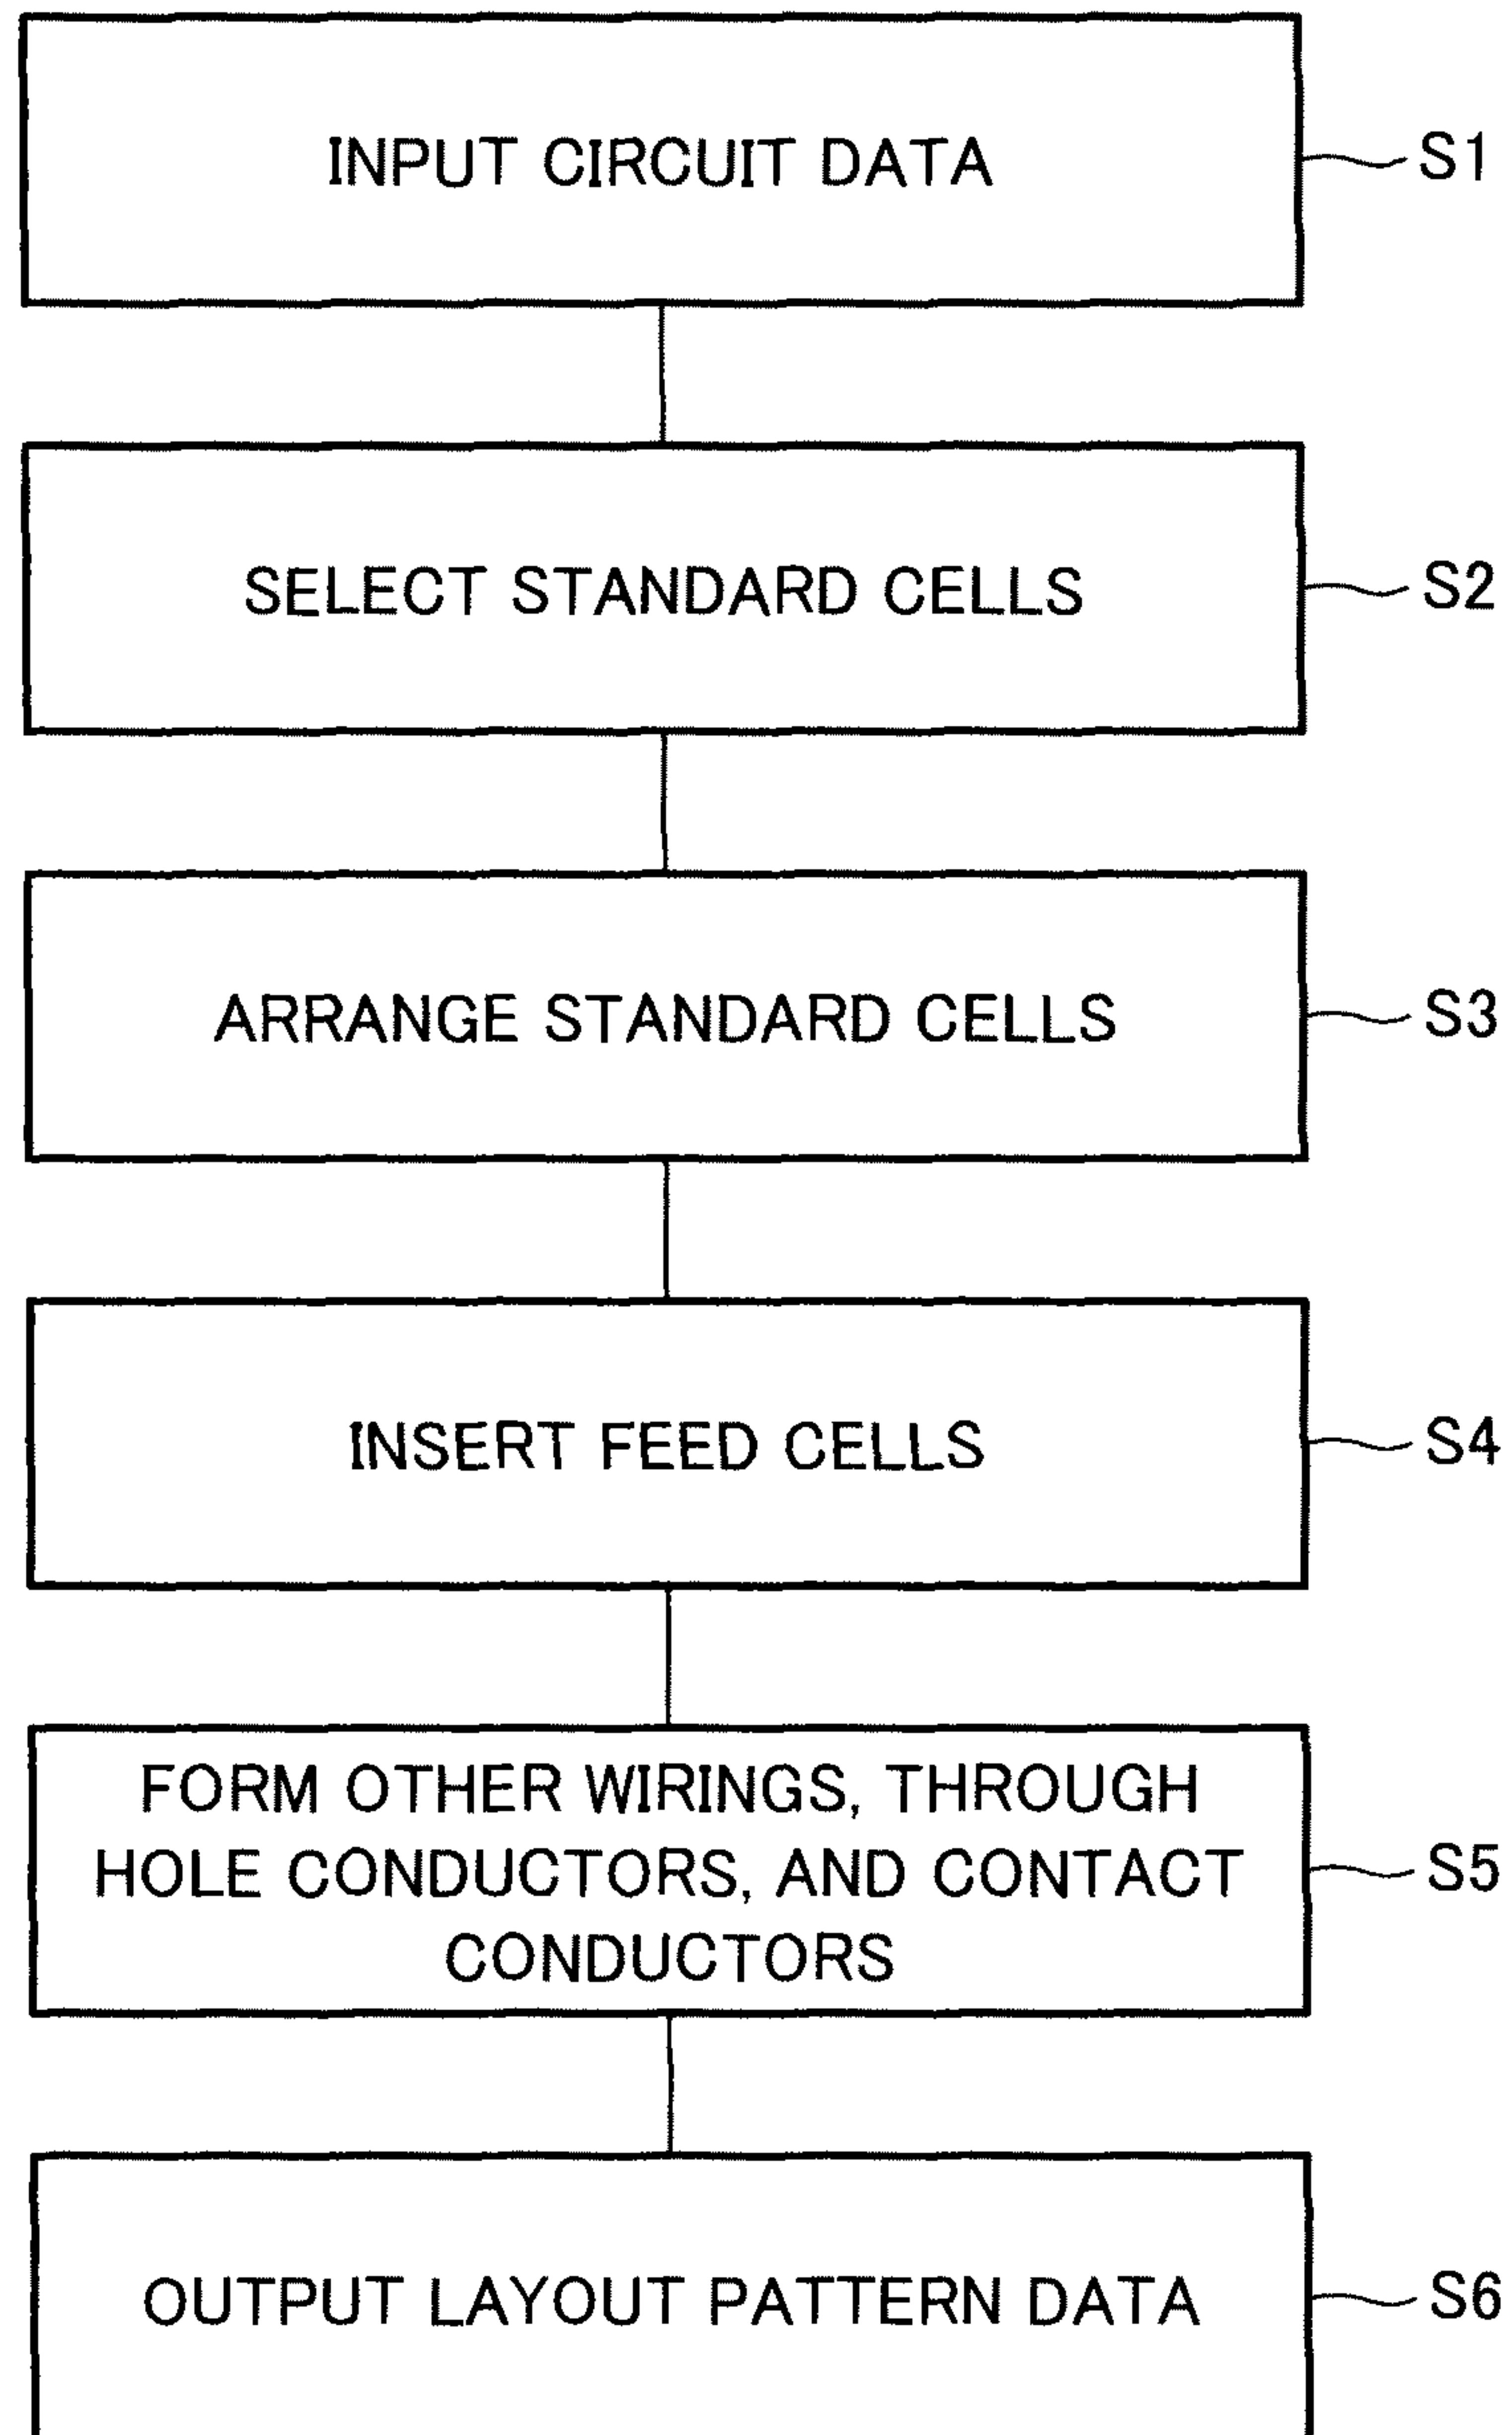 INPUT CIRCUIT DATA
S1
SELECT STANDARD CELLS
S2
ARRANGE STANDARD CELLS
S3
INSERT FEED CELLS
S4
FORM OTHER WIRINGS, THROUGH
HOLE CONDUCTORS, AND CONTACT
CONDUCTORS
S5
OUTPUT LAYOUT PATTERN DATA
S6